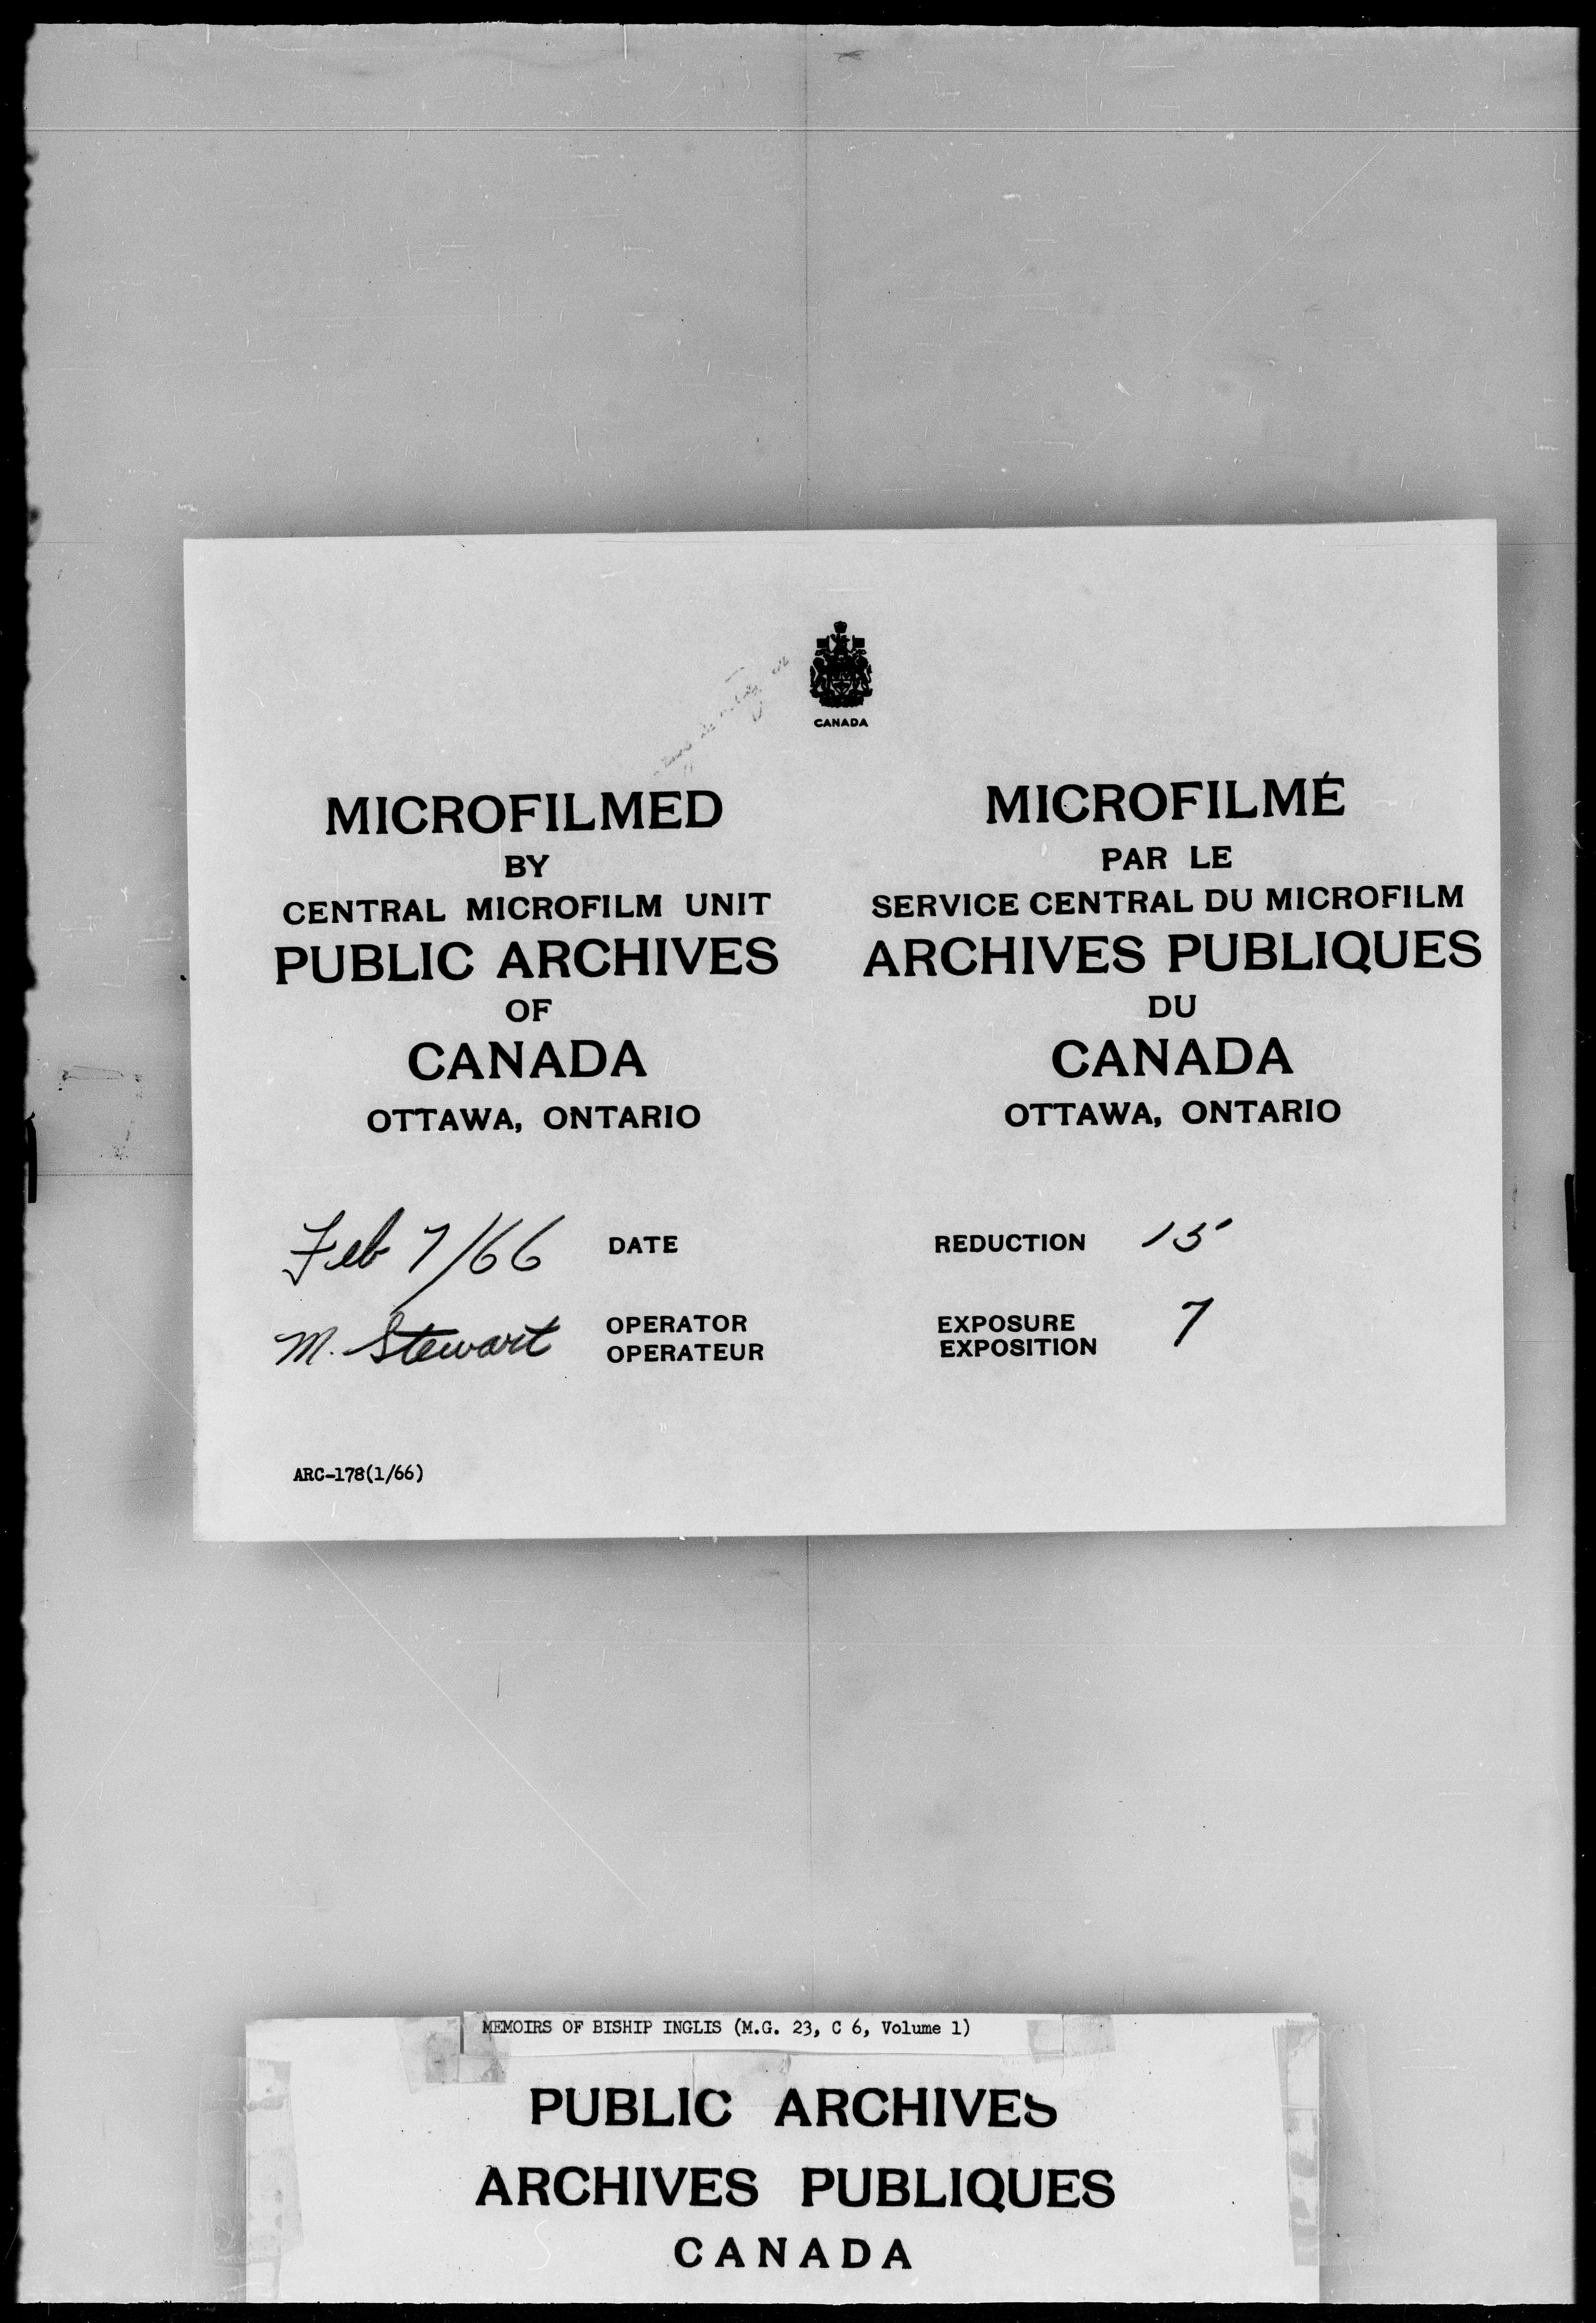 CANADA
MICROFILMED
BY
CENTRAL MICROFILM UNIT
PUBLIC ARCHIVES
OF
CANADA
OTTAWA, ONTARIO
MICROFILMÉ
PAR LE
SERVICE CENTRAL DU MICROFILM
ARCHIVES PUBLIQUES
DU
CANADA
OTTAWA, ONTARIO
Feb 7/66 DATE
M. Stewart OPERATOR
OPERATEUR
REDUCTION 15
EXPOSURE 7
EXPOSITION
ARC-178(1/66)
MEMOIRS OF BISHIP INGLIS (M.G. 23, C 6, Volume 1)
PUBLIC ARCHIVES
ARCHIVES PUBLIQUES
CANADA